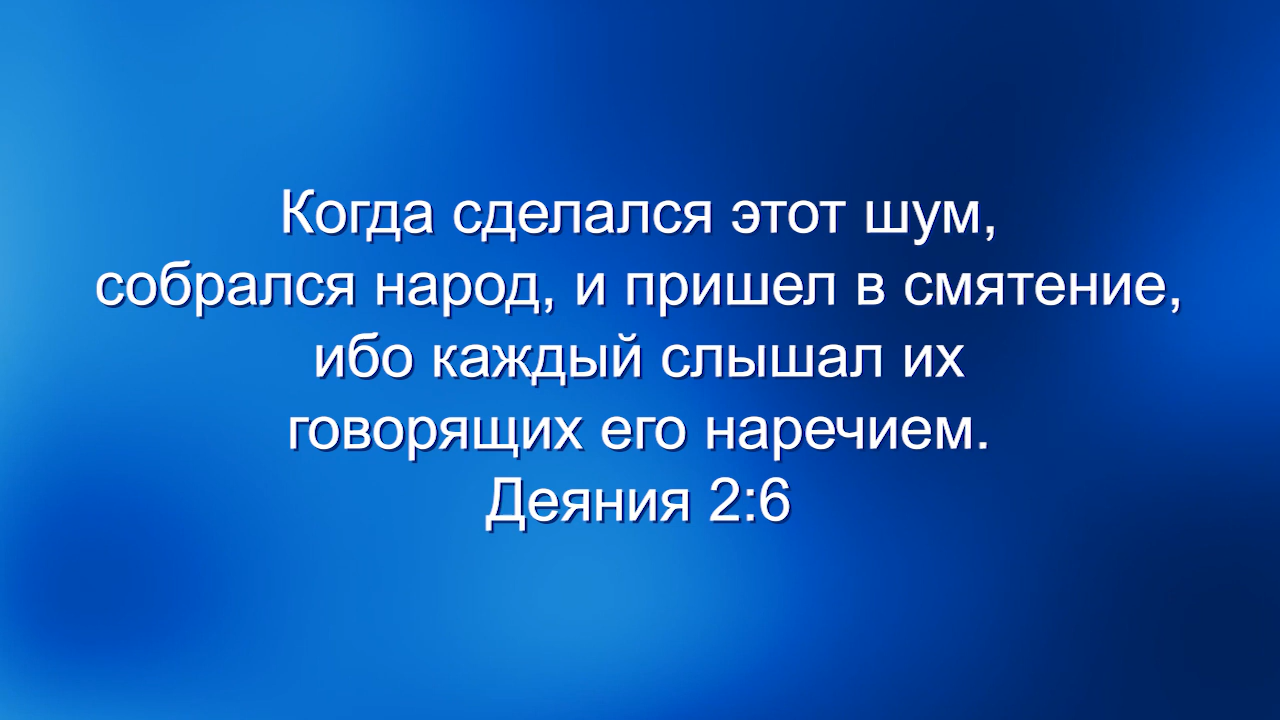 Когда сделался этот шум,
собрался народ, и пришел в смятение,
ибо каждый слышал их
говорящих его наречием.
Деяния 2:6